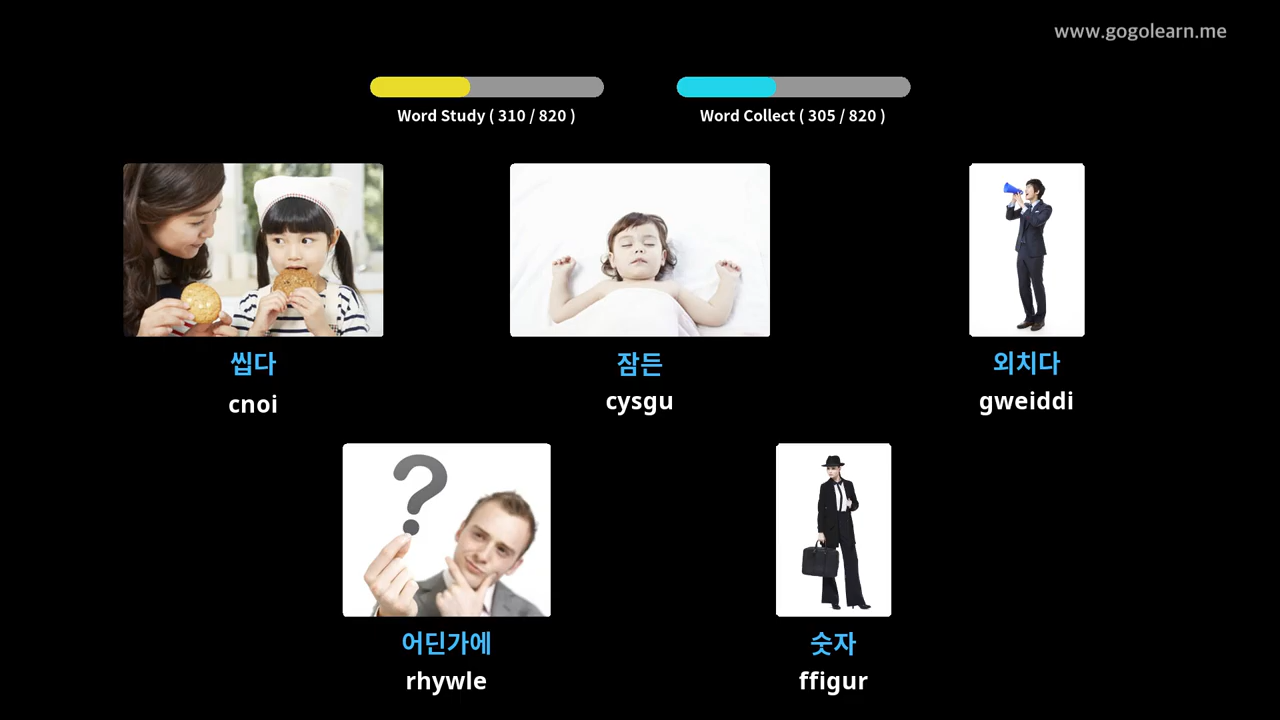 www.gogolearn.me
Word Study ( 310 / 820 )
Word Collect ( 305 / 820 )
씹다
cnoi
잠든
cysgu
외치다
gweiddi
어딘가에
rhywle
숫자
ffigur